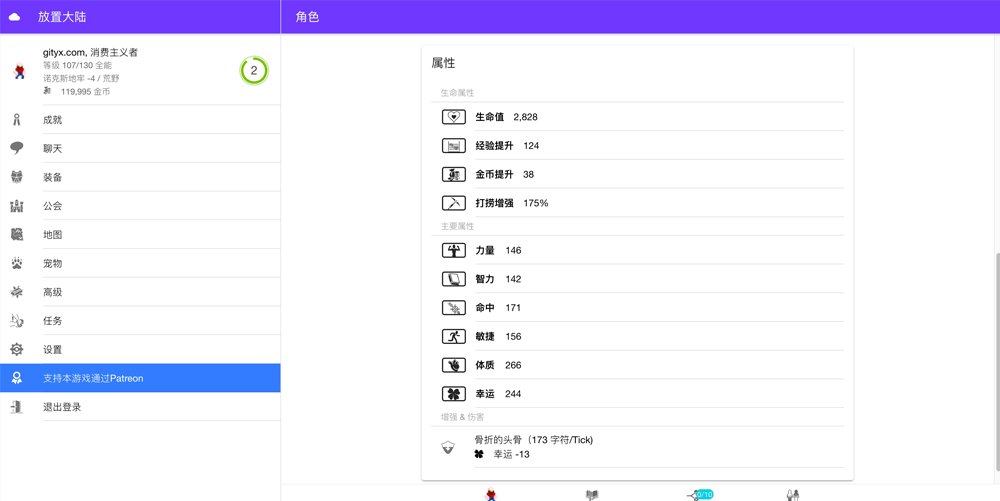 放置大陆
角色
gityx.com, 消费主义者
等级 107/130 全能
诺克斯地牢 -4 / 荒野
119,995 金币
2
成就
聊天
装备
公会
地图
宠物
高级
任务
设置
支持本游戏通过Patreon
退出登录
属性
生命属性
生命值 2,828
经验提升 124
金币提升 38
打捞增强 175%
主要属性
力量 146
智力 142
命中 171
敏捷 156
体质 266
幸运 244
增强 & 伤害
骨折的头骨（173 字符/Tick)
幸运 -13
0/10